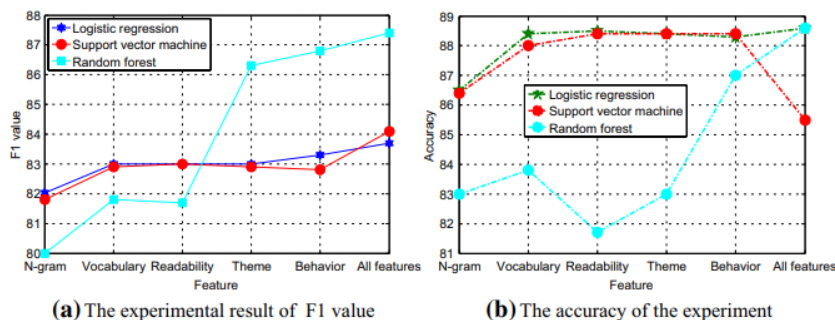 88
87
86
85
84
83
82
81
80
F1 value
Logistic regression
Support vector machine
Random forest
N-gram Vocabulary Readability Theme Behavior All features
Feature
(a) The experimental result of F1 value
89
88
87
86
85
84
83
82
81
Accuracy
Logistic regression
Support vector machine
Random forest
N-gram Vocabulary Readability Theme Behavior All features
Feature
(b) The accuracy of the experiment